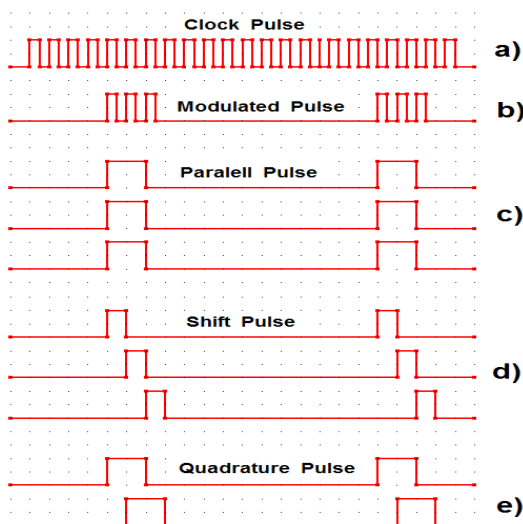 Clock Pulse
a)
Modulated Pulse
b)
Paralell Pulse
c)
Shift Pulse
d)
Quadrature Pulse
e)